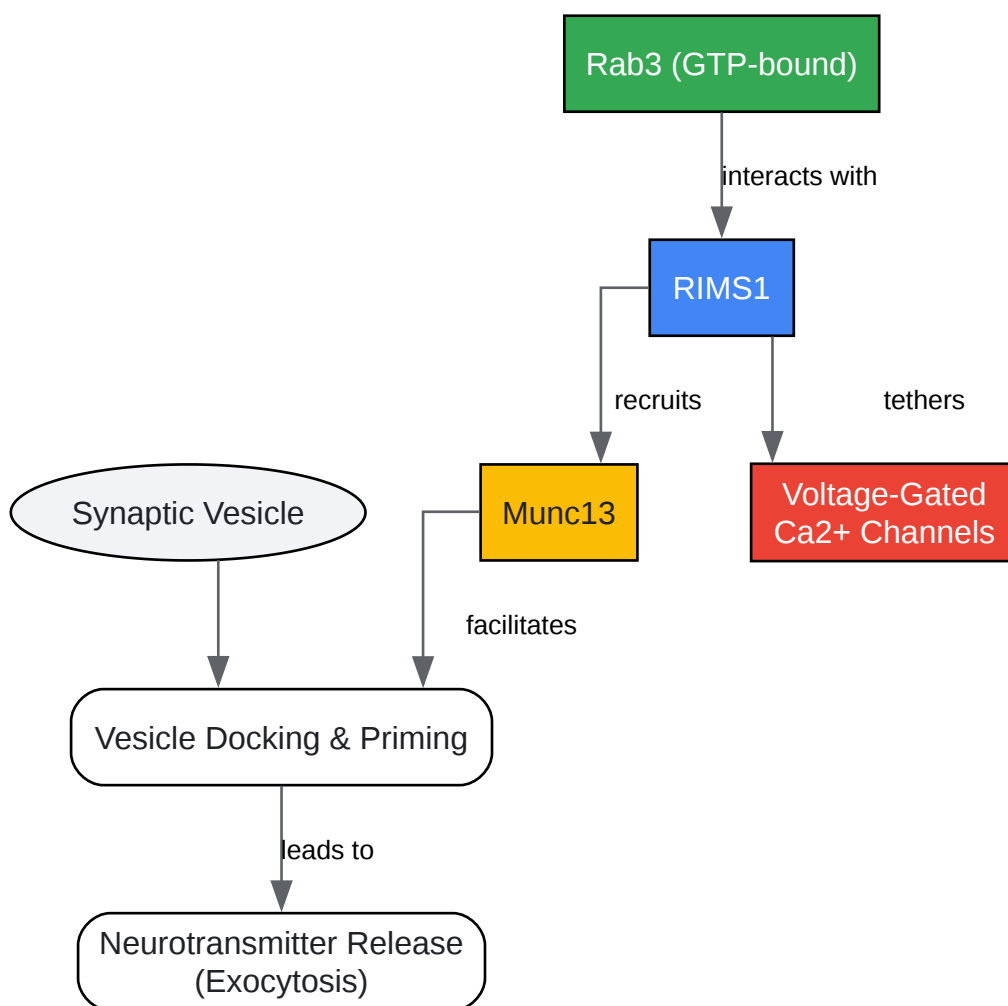 Rab3 (GTP-bound)
interacts with
RIMS1
recruits
tethers
Synaptic Vesicle
Munc13
Voltage-Gated
Ca2+ Channels
facilitates
Vesicle Docking & Priming
leads to
Neurotransmitter Release
(Exocytosis)